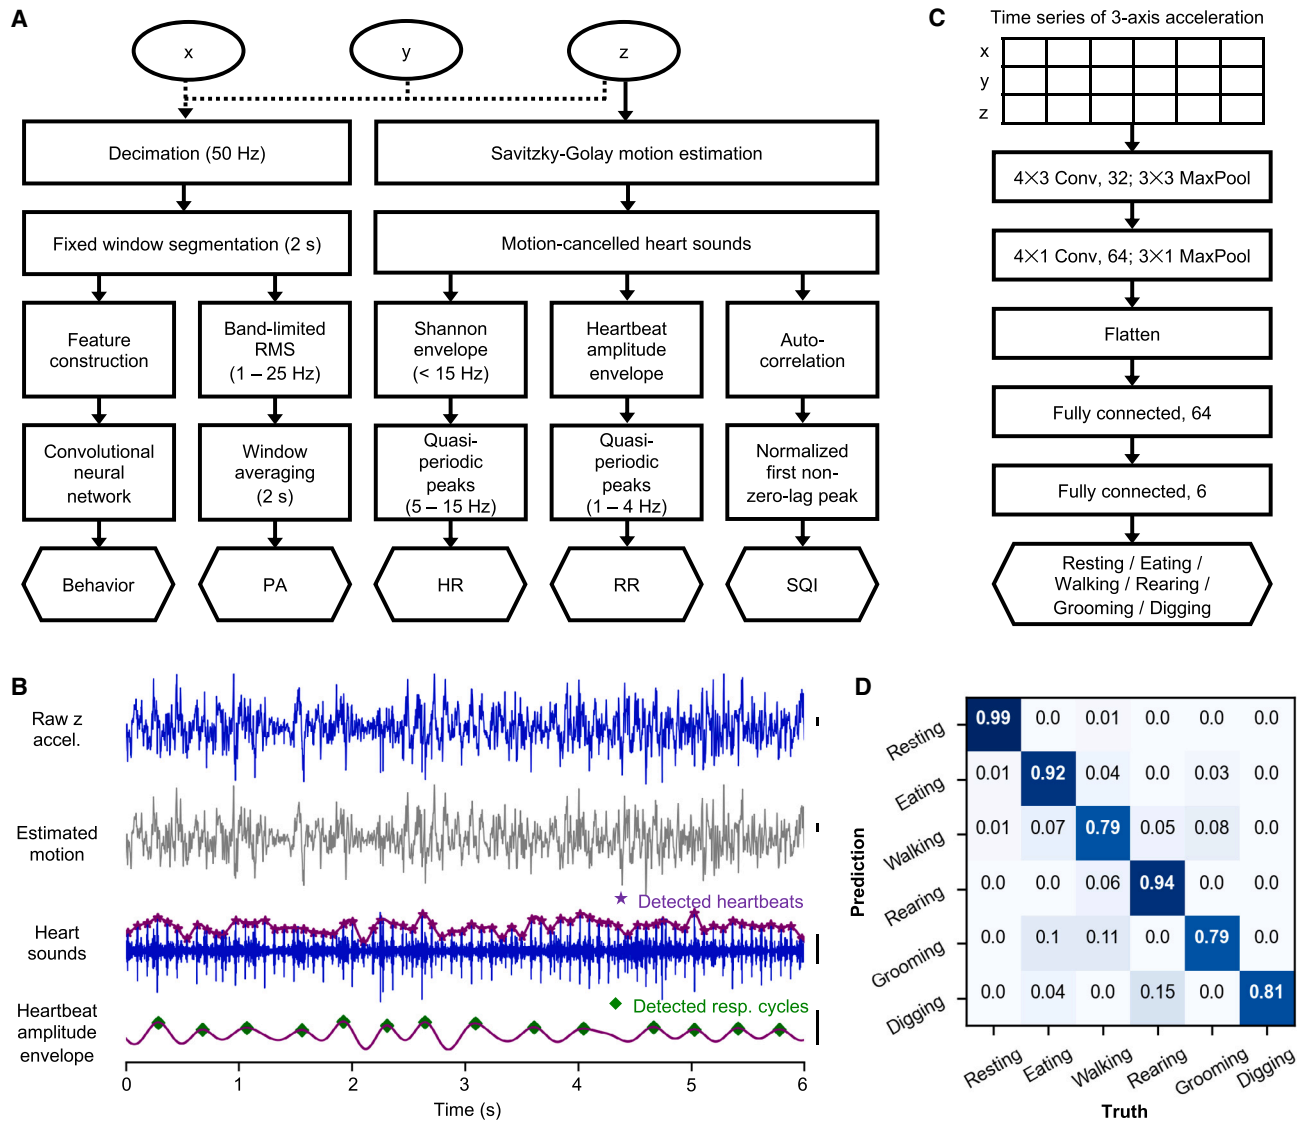 A
x
y
z
Decimation (50 Hz)
Savitzky-Golay motion estimation
Fixed window segmentation (2 s)
Motion-cancelled heart sounds
Feature
construction
Band-limited
RMS
(1 – 25 Hz)
Shannon
envelope
(< 15 Hz)
Heartbeat
amplitude
envelope
Auto-
correlation
Convolutional
neural
network
Window
averaging
(2 s)
Quasi-
periodic
peaks
(5 – 15 Hz)
Quasi-
periodic
peaks
(1 – 4 Hz)
Normalized
first non-
zero-lag peak
Behavior
PA
HR
RR
SQI
C
Time series of 3-axis acceleration
x
y
z
4×3 Conv, 32; 3×3 MaxPool
4×1 Conv, 64; 3×1 MaxPool
Flatten
Fully connected, 64
Fully connected, 6
Resting / Eating /
Walking / Rearing /
Grooming / Digging
B
Raw z
accel.
Estimated
motion
Detected heartbeats
Heart
sounds
Detected resp. cycles
Heartbeat
amplitude
envelope
0 1 2 3 4 5 6
Time (s)
D
Prediction
Resting 0.99 0.0 0.01 0.0 0.0 0.0
Eating 0.01 0.92 0.04 0.0 0.03 0.0
Walking 0.01 0.07 0.79 0.05 0.08 0.0
Rearing 0.0 0.0 0.06 0.94 0.0 0.0
Grooming 0.0 0.1 0.11 0.0 0.79 0.0
Digging 0.0 0.04 0.0 0.15 0.0 0.81
Resting Eating Walking Rearing Grooming Digging
Truth